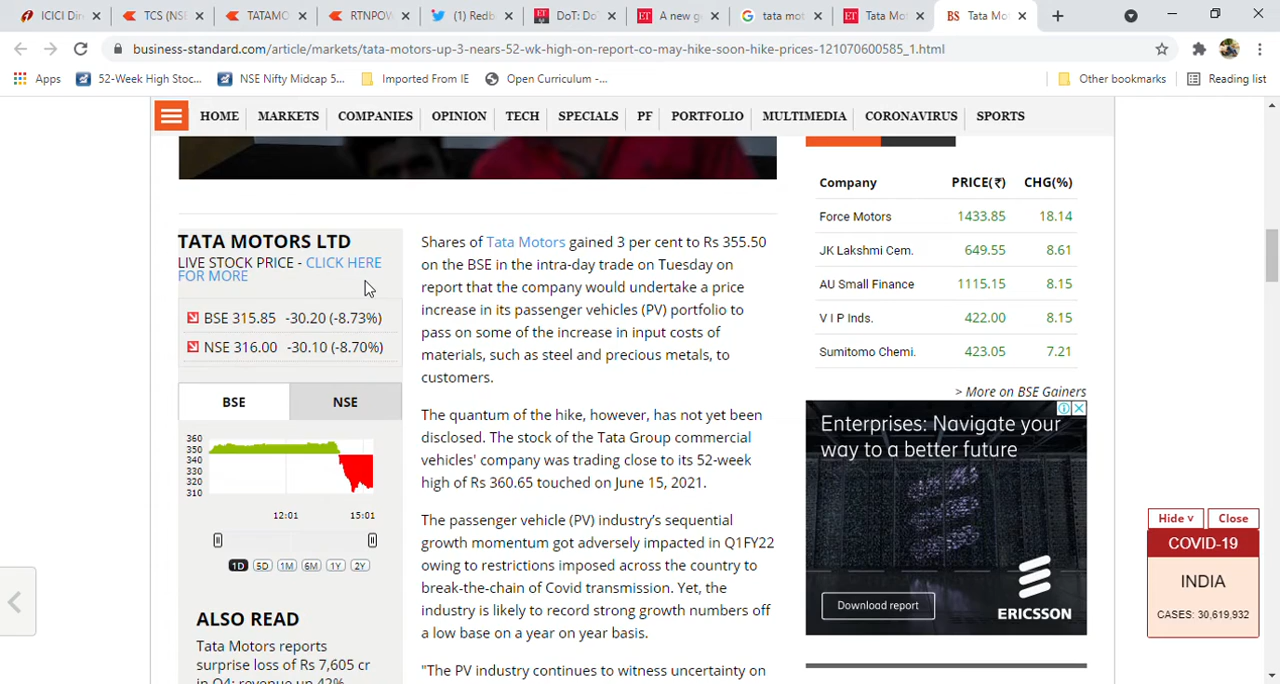 ICICI Dir
TCS (NSE
TATAMO
RTNPOW
(1) Redb
DoT: DoT
A new g
tata mot
Tata Mot
BS Tata Mot
business-standard.com/article/markets/tata-motors-up-3-nears-52-wk-high-on-report-co-may-hike-soon-hike-prices-121070600585_1.html
Apps
52-Week High Stoc...
NSE Nifty Midcap 5...
Imported From IE
Open Curriculum -...
Other bookmarks
Reading list
HOME
MARKETS
COMPANIES
OPINION
TECH
SPECIALS
PF
PORTFOLIO
MULTIMEDIA
CORONAVIRUS
SPORTS
TATA MOTORS LTD
LIVE STOCK PRICE - CLICK HERE
FOR MORE
BSE 315.85 -30.20 (-8.73%)
NSE 316.00 -30.10 (-8.70%)
BSE
NSE
360
350
340
330
320
310
12:01
15:01
1D 5D 1M 6M 1Y 2Y
ALSO READ
Tata Motors reports
surprise loss of Rs 7,605 cr
in Q4; revenue up 42%
Shares of Tata Motors gained 3 per cent to Rs 355.50
on the BSE in the intra-day trade on Tuesday on
report that the company would undertake a price
increase in its passenger vehicles (PV) portfolio to
pass on some of the increase in input costs of
materials, such as steel and precious metals, to
customers.
The quantum of the hike, however, has not yet been
disclosed. The stock of the Tata Group commercial
vehicles' company was trading close to its 52-week
high of Rs 360.65 touched on June 15, 2021.
The passenger vehicle (PV) industry's sequential
growth momentum got adversely impacted in Q1FY22
owing to restrictions imposed across the country to
break-the-chain of Covid transmission. Yet, the
industry is likely to record strong growth numbers off
a low base on a year on year basis.
"The PV industry continues to witness uncertainty on
Company PRICE(₹) CHG(%)
Force Motors 1433.85 18.14
JK Lakshmi Cem. 649.55 8.61
AU Small Finance 1115.15 8.15
V I P Inds. 422.00 8.15
Sumitomo Chemi. 423.05 7.21
> More on BSE Gainers
Enterprises: Navigate your
way to a better future
Download report
ERICSSON
Hide v
Close
COVID-19
INDIA
CASES: 30,619,932